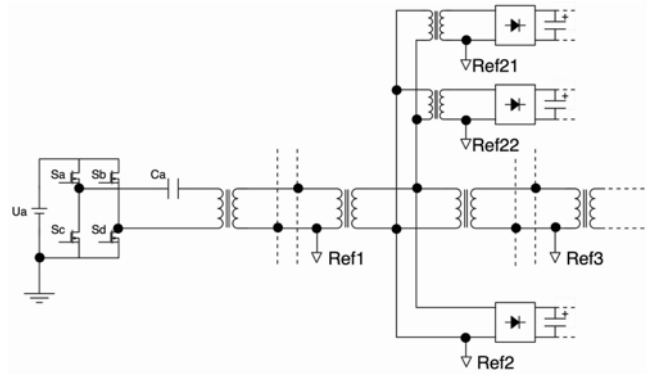 +
Ref21
+
Ref22
Sa Sb Ca
Ua
Sc Sd
Ref1
Ref3
+
Ref2